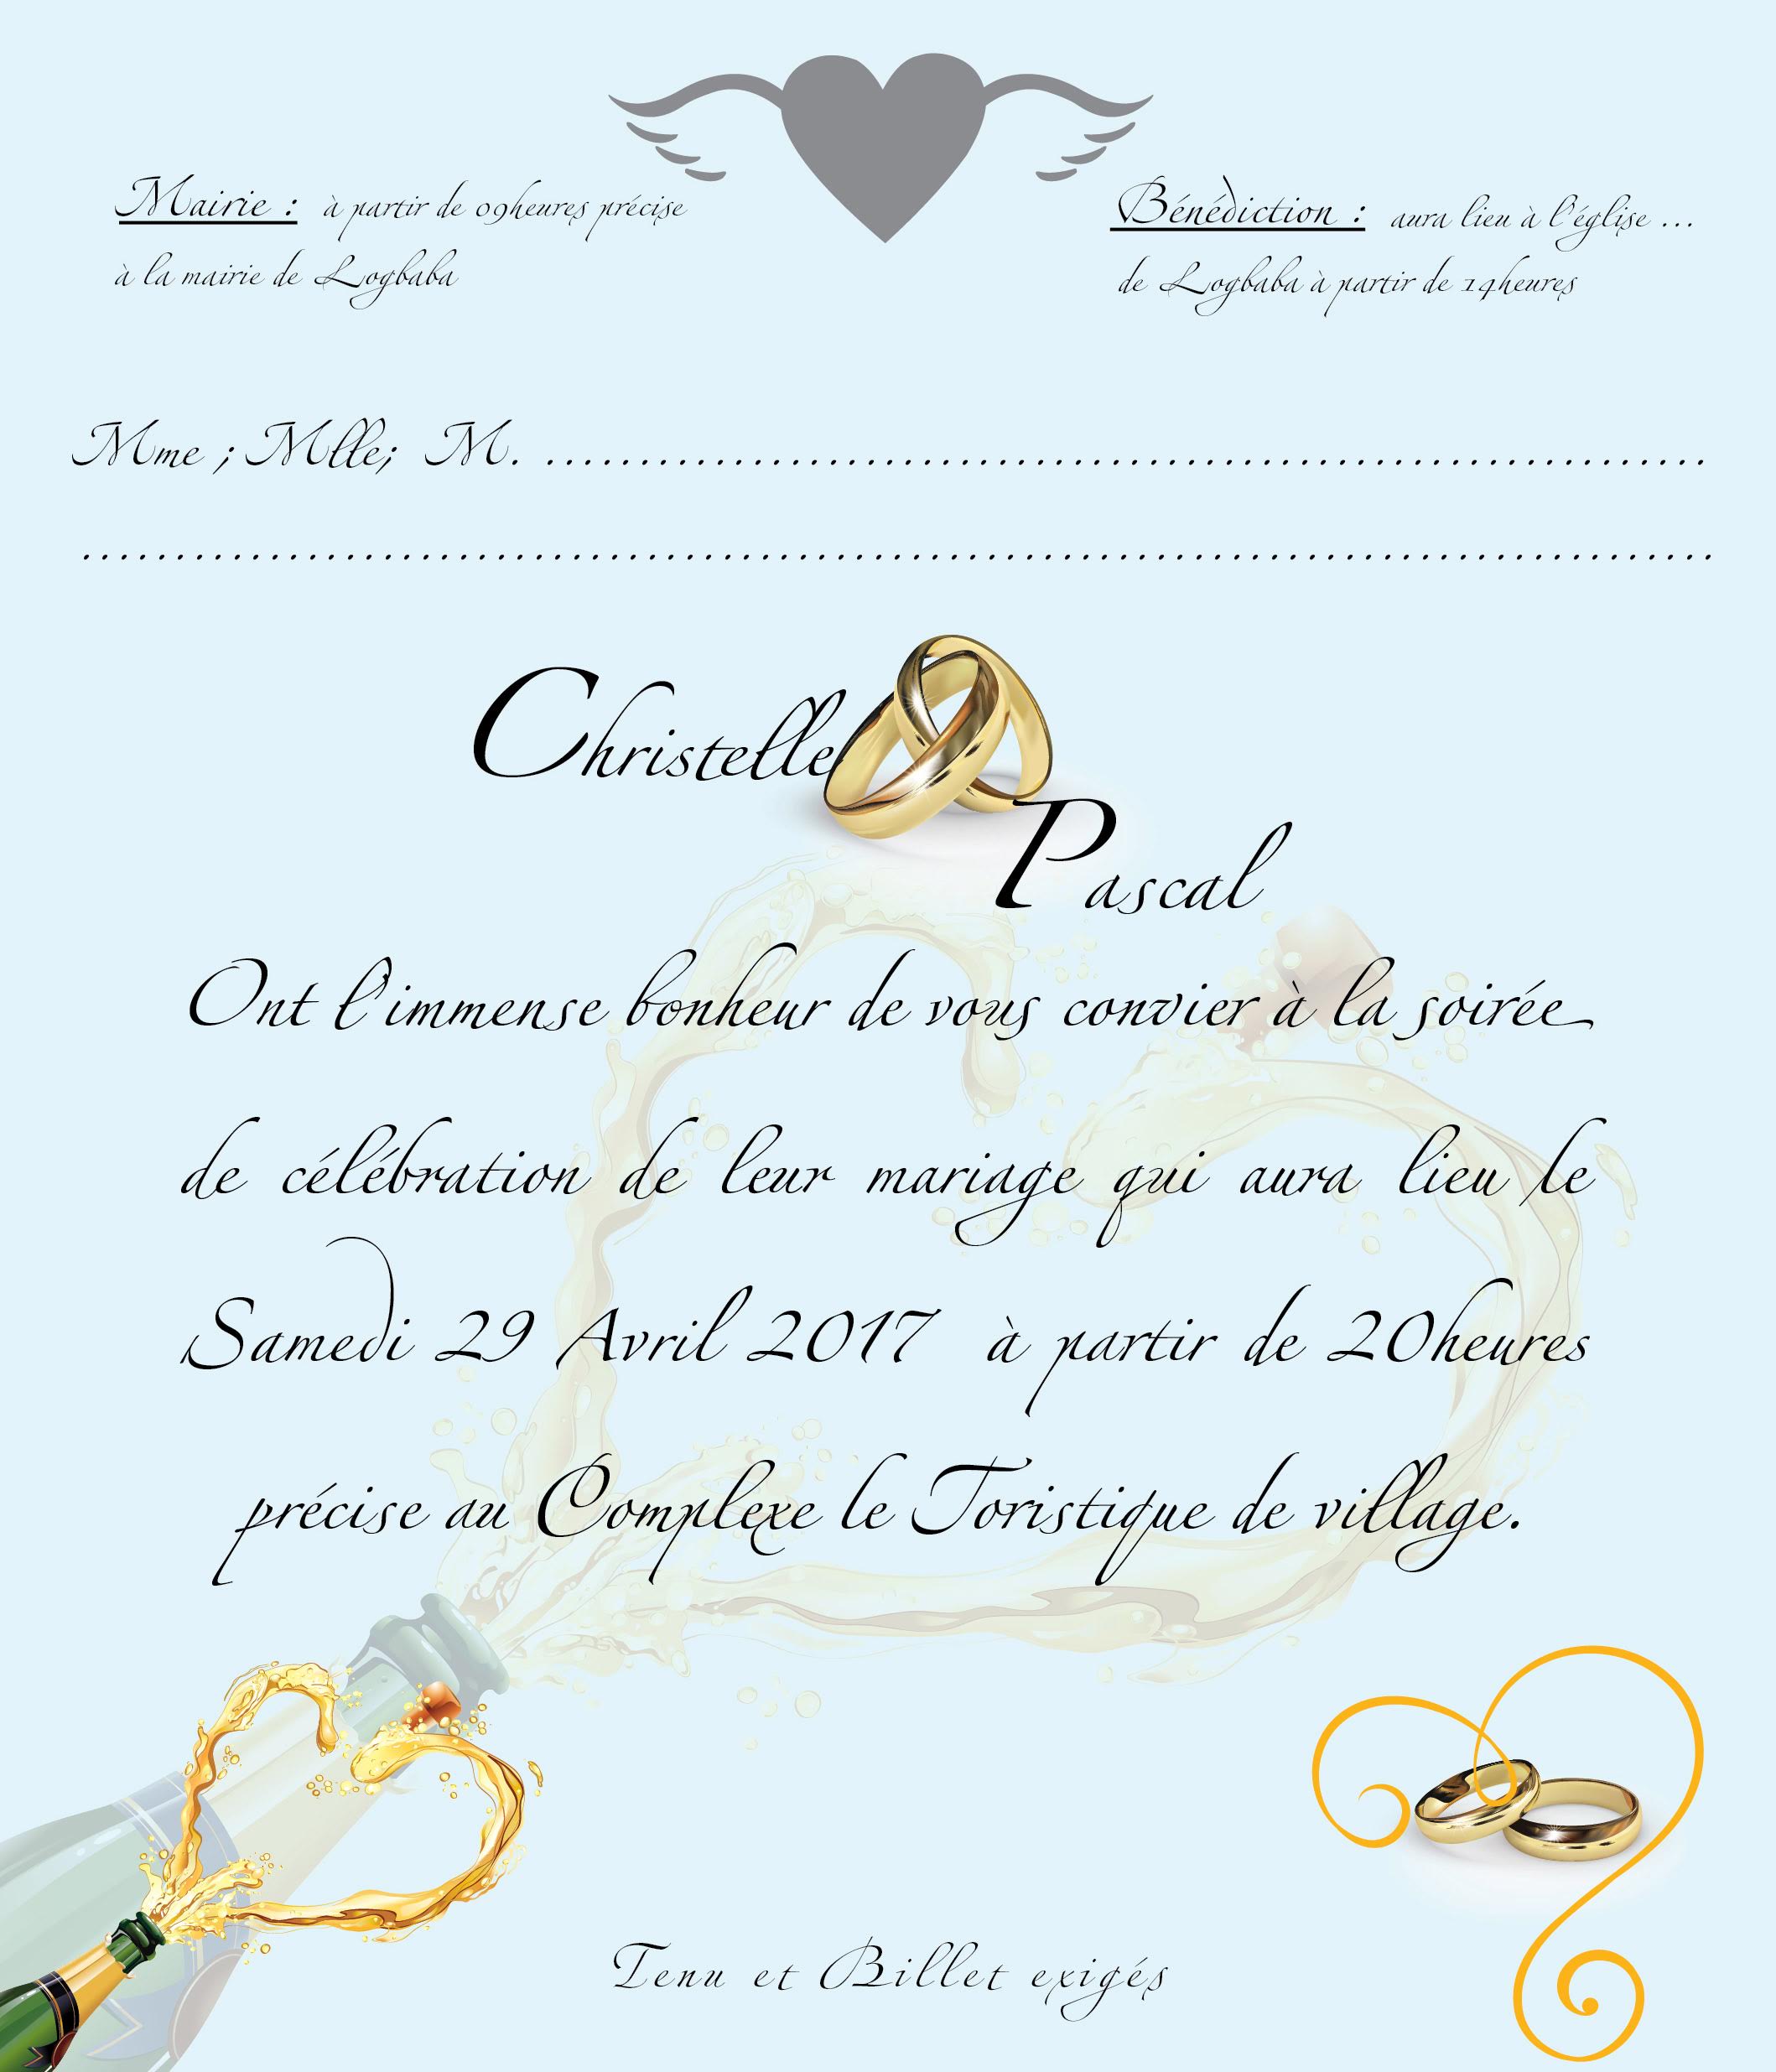 Mairie : à partir de 09heures précise
à la mairie de Logbaba
Bénédiction : aura lieu à l'église ...
de Logbaba à partir de 14heures
Mme ; Mlle; M. ..............................................................
........................................................................................
Christelle
Pascal
Ont l'immense bonheur de vous convier à la soirée
de célébration de leur mariage qui aura lieu le
Samedi 29 Avril 2017 à partir de 20heures
précise au Complexe le Toristique de village.
Tenu et Billet exigés